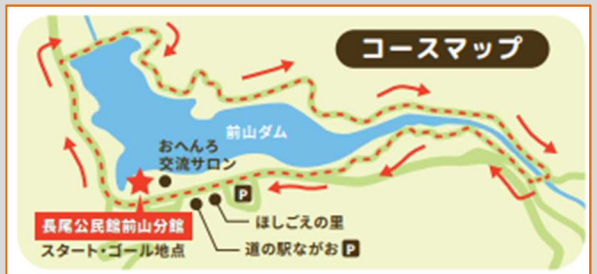 コースマップ
前山ダム
おへんろ
交流サロン
P
長尾公民館前山分館
スタート・ゴール地点
ほしごえの里
道の駅ながお P